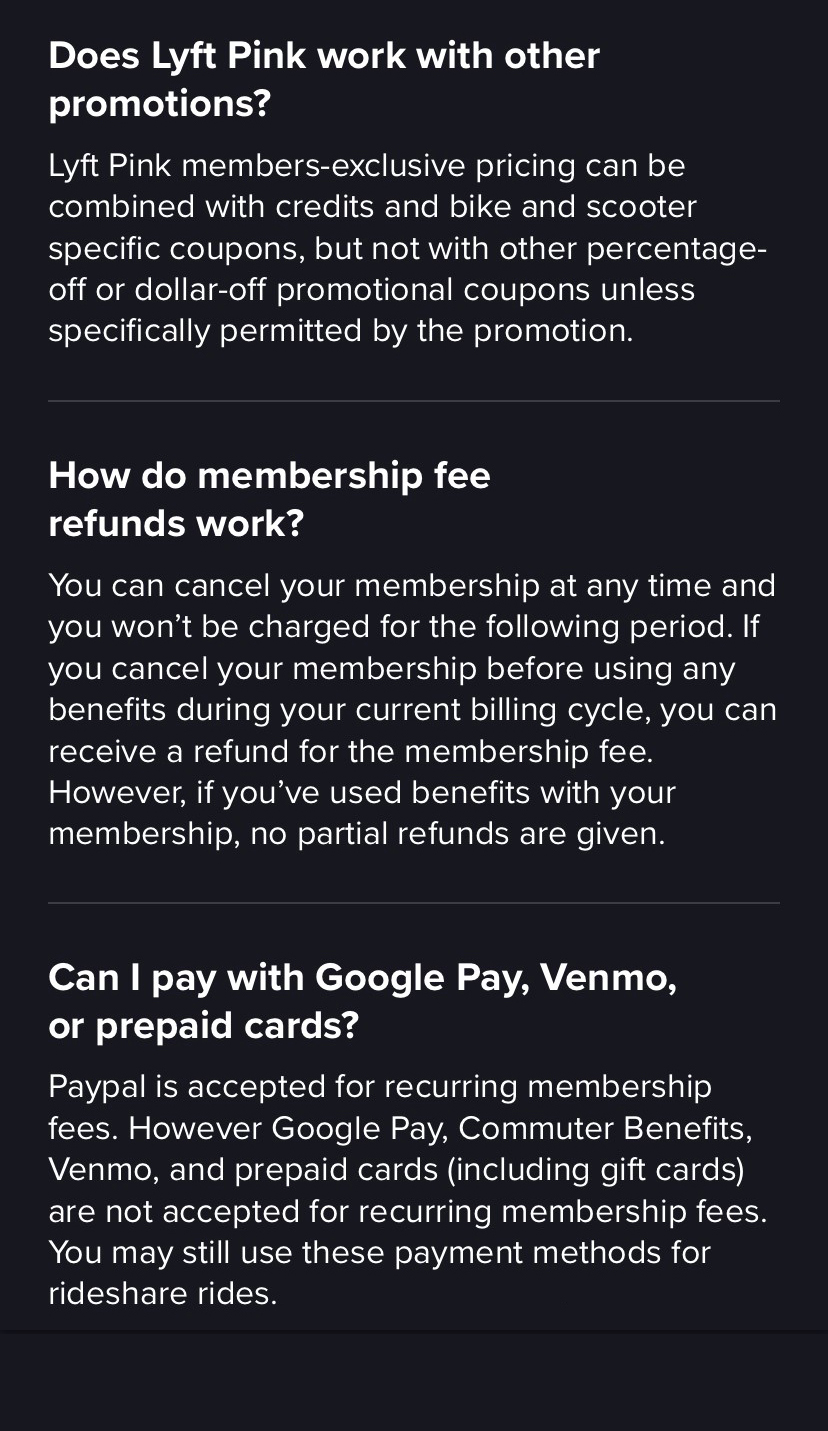 Does Lyft Pink work with other
promotions?
Lyft Pink members-exclusive pricing can be
combined with credits and bike and scooter
specific coupons, but not with other percentage-
off or dollar-off promotional coupons unless
specifically permitted by the promotion.
How do membership fee
refunds work?
You can cancel your membership at any time and
you won’t be charged for the following period. If
you cancel your membership before using any
benefits during your current billing cycle, you can
receive a refund for the membership fee.
However, if you’ve used benefits with your
membership, no partial refunds are given.
Can I pay with Google Pay, Venmo,
or prepaid cards?
Paypal is accepted for recurring membership
fees. However Google Pay, Commuter Benefits,
Venmo, and prepaid cards (including gift cards)
are not accepted for recurring membership fees.
You may still use these payment methods for
rideshare rides.